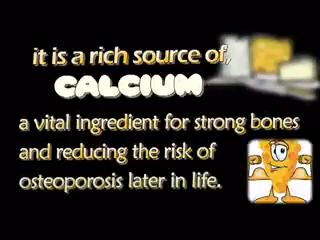 it is a rich source of,
CALCIUM
a vital ingredient for strong bones
and reducing the risk of
osteoporosis later in life.